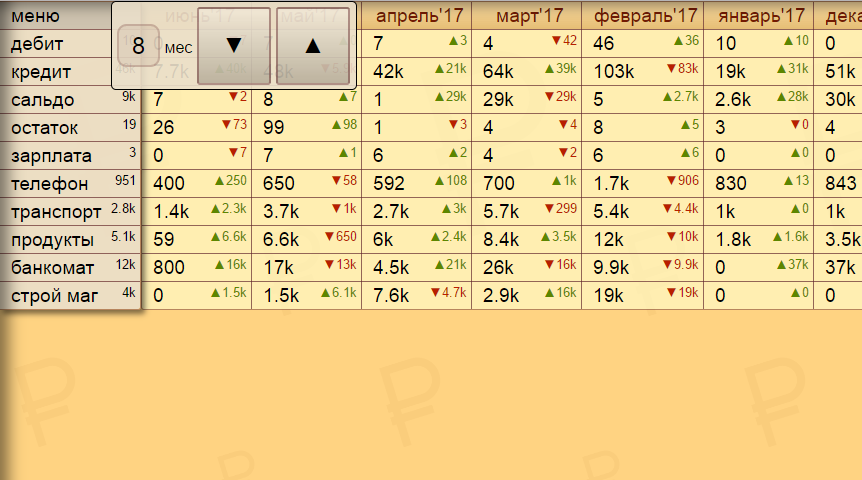 меню июнь'17 май'17 апрель'17 март'17 февраль'17 январь'17 дека
8 мес ▼ ▲
дебит 7 ▲3 4 ▼42 46 ▲36 10 ▲10 0
кредит 46k 7.7k ▲40k 48k 42k ▲21k 64k ▲39k 103k ▼83k 19k ▲31k 51k
сальдо 9k 7 ▼2 8 ▲7 1 ▲29k 29k ▼29k 5 ▲2.7k 2.6k ▲28k 30k
остаток 19 26 ▼73 99 ▲98 1 ▼3 4 ▼4 8 ▲5 3 ▼0 4
зарплата 3 0 ▼7 7 ▲1 6 ▲2 4 ▼2 6 ▲6 0 ▲0 0
телефон 951 400 ▲250 650 ▼58 592 ▲108 700 ▲1k 1.7k ▼906 830 ▲13 843
транспорт 2.8k 1.4k ▲2.3k 3.7k ▼1k 2.7k ▲3k 5.7k ▼299 5.4k ▼4.4k 1k ▲0 1k
продукты 5.1k 59 ▲6.6k 6.6k ▼650 6k ▲2.4k 8.4k ▲3.5k 12k ▼10k 1.8k ▲1.6k 3.5k
банкомат 12k 800 ▲16k 17k ▼13k 4.5k ▲21k 26k ▼16k 9.9k ▼9.9k 0 ▲37k 37k
строй маг 4k 0 ▲1.5k 1.5k ▲6.1k 7.6k ▼4.7k 2.9k ▲16k 19k ▼19k 0 ▲0 0